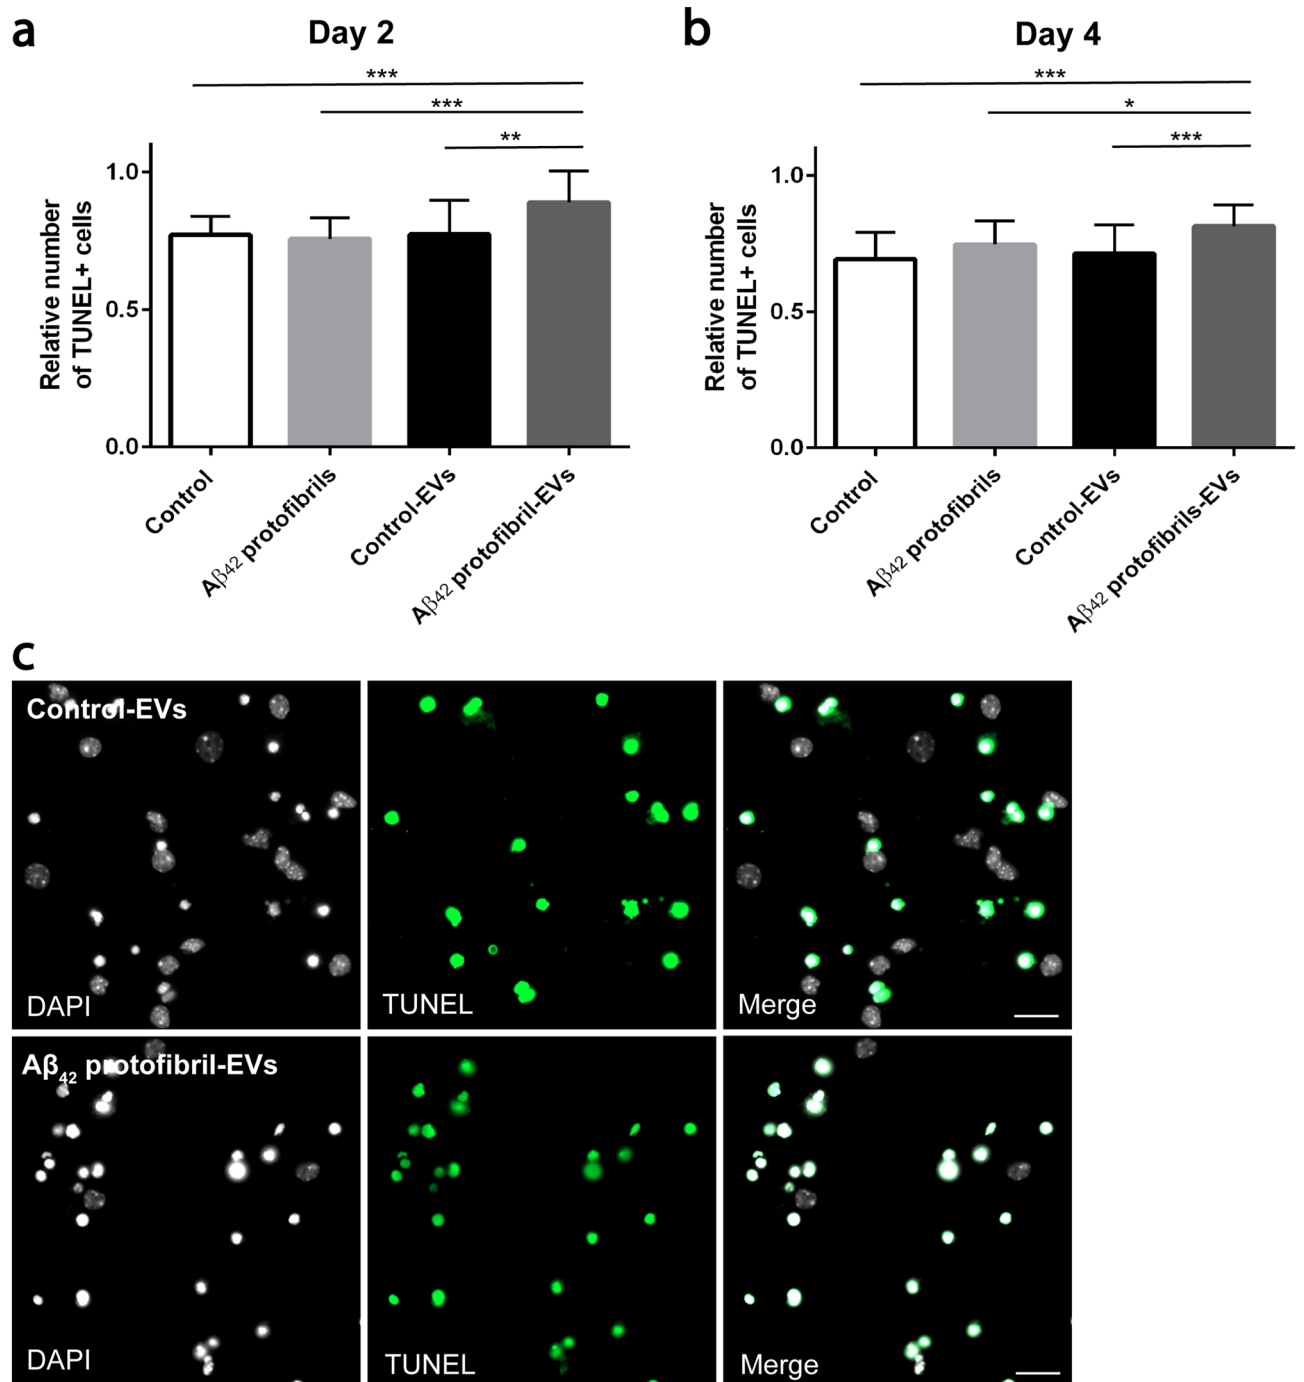 a
Day 2
***
***
**
1.0
0.5
0.0
Relative number
of TUNEL+ cells
Control
Aβ42 protofibrils
Control-EVs
Aβ42 protofibril-EVs
b
Day 4
***
*
***
1.0
0.5
0.0
Relative number
of TUNEL+ cells
Control
Aβ42 protofibrils
Control-EVs
Aβ42 protofibrils-EVs
c
Control-EVs
DAPI
TUNEL
Merge
Aβ42 protofibril-EVs
DAPI
TUNEL
Merge